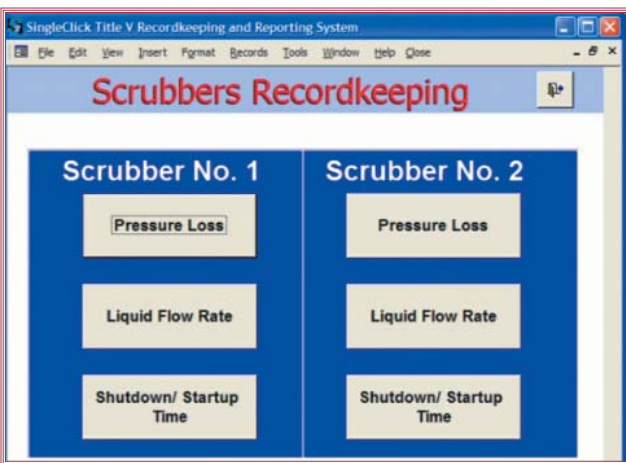 SingleClick Title V Recordkeeping and Reporting System
File Edit View Insert Format Records Tools Window Help Close
Scrubbers Recordkeeping
Scrubber No. 1
Pressure Loss
Liquid Flow Rate
Shutdown/ Startup
Time
Scrubber No. 2
Pressure Loss
Liquid Flow Rate
Shutdown/ Startup
Time